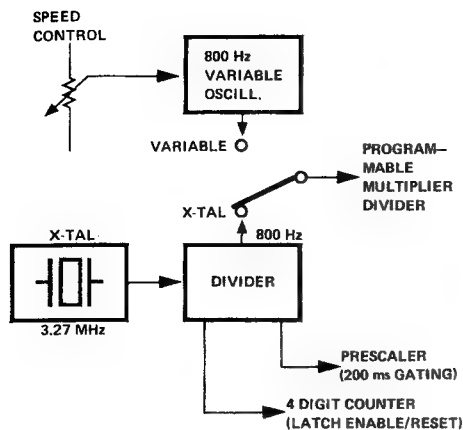 SPEED
CONTROL
800 Hz
VARIABLE
OSCILL.
VARIABLE
PROGRAM—
MABLE
MULTIPLIER
DIVIDER
X-TAL
800 Hz
X-TAL
DIVIDER
3.27 MHz
PRESCALER
(200 ms GATING)
4 DIGIT COUNTER
(LATCH ENABLE/RESET)